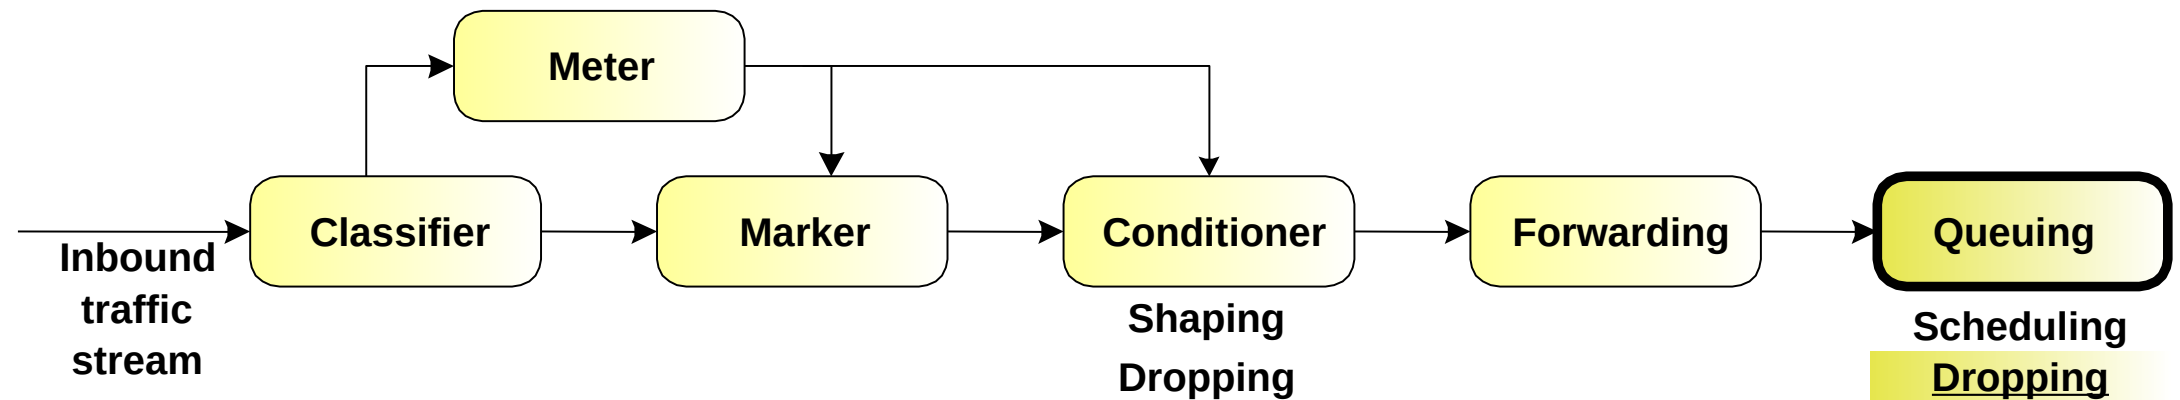 Meter
Classifier
Marker
Conditioner
Forwarding
Queuing
Inbound
traffic
stream
Shaping
Dropping
Scheduling
Dropping